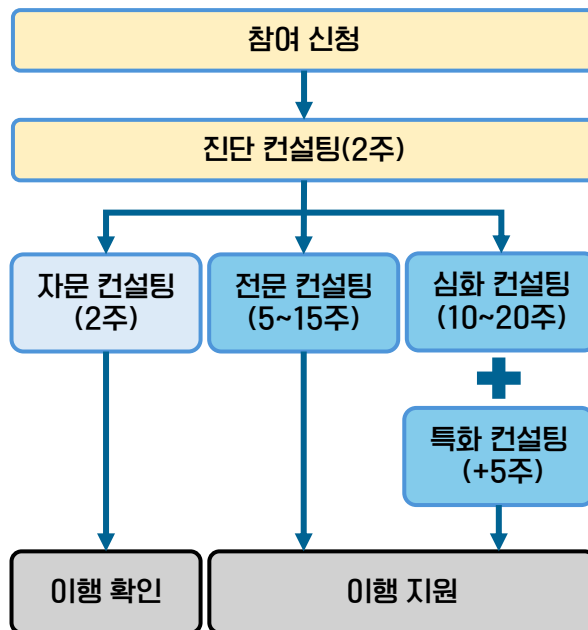 참여 신청
진단 컨설팅(2주)
자문 컨설팅
(2주)
전문 컨설팅
(5~15주)
심화 컨설팅
(10~20주)
특화 컨설팅
(+5주)
이행 확인
이행 지원